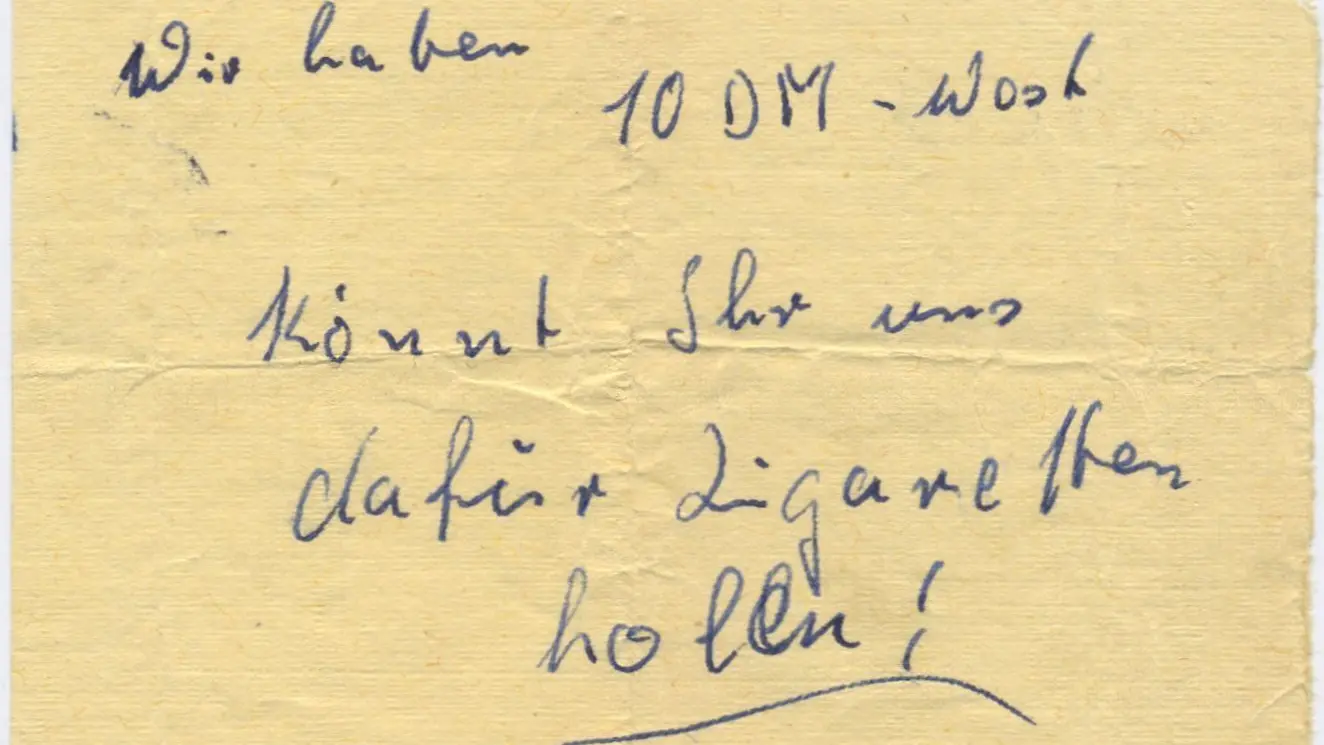 Wir haben
10 DM - West
Könnt Ihr uns
dafür Zigaretten
holen!